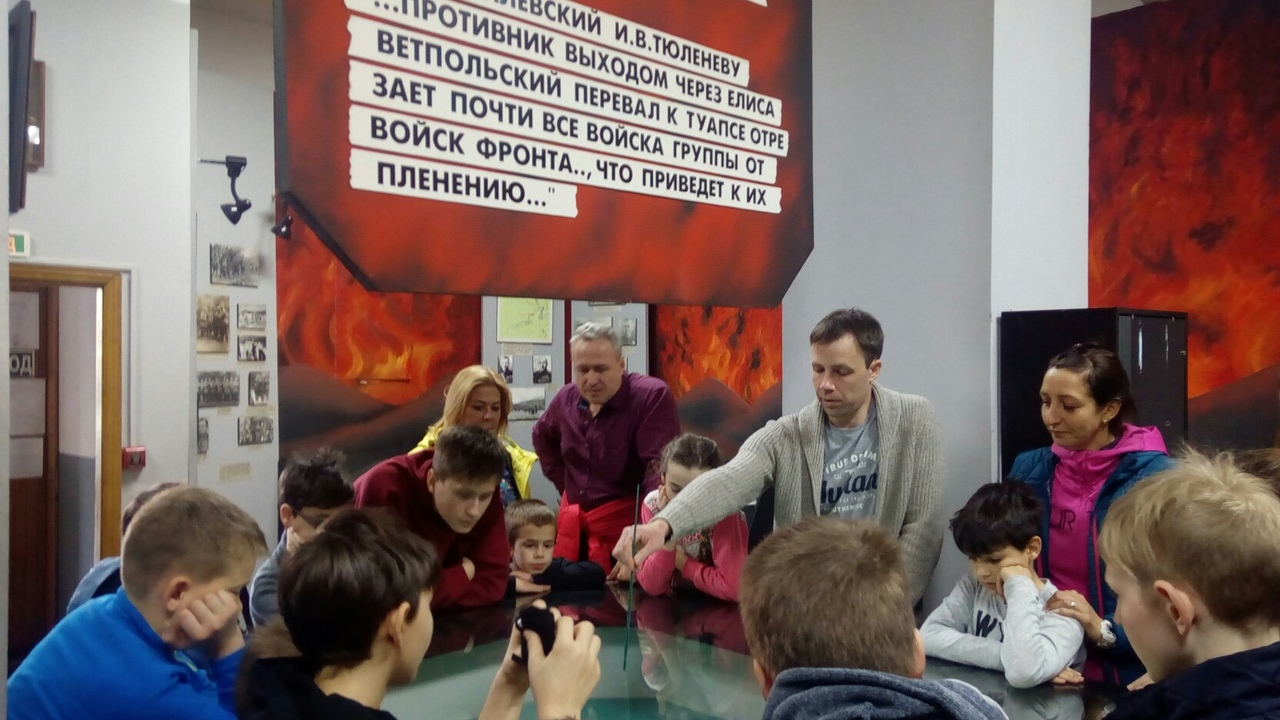 И.В.ТЮЛЕНЕВУ
...ПРОТИВНИК ВЫХОДОМ ЧЕРЕЗ ЕЛИСА
ВЕТПОЛЬСКИЙ ПЕРЕВАЛ К ТУАПСЕ ОТРЕ
ЗАЕТ ПОЧТИ ВСЕ ВОЙСКА ГРУППЫ ОТ
ВОЙСК ФРОНТА..,ЧТО ПРИВЕДЕТ К ИХ
ПЛЕНЕНИЮ..."
TRUE